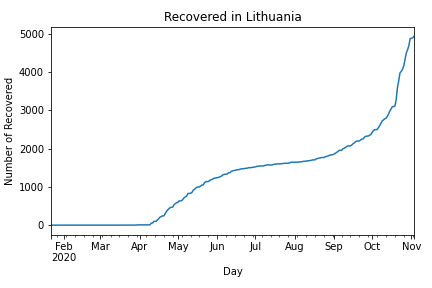 Recovered in Lithuania
Number of Recovered
5000
4000
3000
2000
1000
0
Feb Mar Apr May Jun Jul Aug Sep Oct Nov
2020
Day